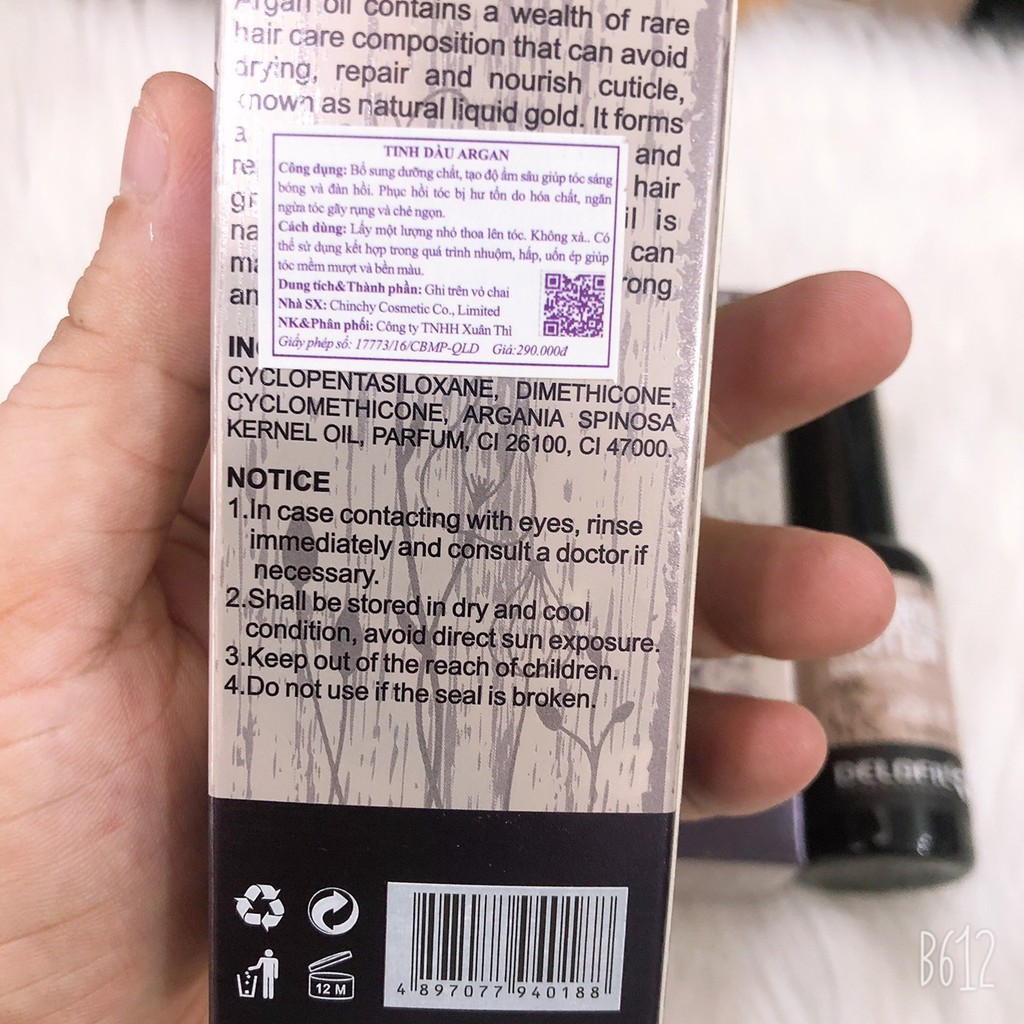 Argan oil contains a wealth of rare
hair care composition that can avoid
drying, repair and nourish cuticle,
known as natural liquid gold. It forms
a and
re hair
gr il is
na can
ma rong
an
TINH DẦU ARGAN
Công dụng: Bổ sung dưỡng chất, tạo độ ẩm sâu giúp tóc sáng
bóng và đàn hồi. Phục hồi tóc bị hư tổn do hóa chất, ngăn
ngừa tóc gãy rụng và chẻ ngọn.
Cách dùng: Lấy một lượng nhỏ thoa lên tóc. Không xả.. Có
thể sử dụng kết hợp trong quá trình nhuộm, hấp, uốn ép giúp
tóc mềm mượt và bền màu.
Dung tích&Thành phần: Ghi trên vỏ chai
Nhà SX: Chinchy Cosmetic Co., Limited
NK&Phân phối: Công ty TNHH Xuân Thì
Giấy phép số: 17773/16/CBMP-QLD Giá:290.000đ
IN
CYCLOPENTASILOXANE, DIMETHICONE,
CYCLOMETHICONE, ARGANIA SPINOSA
KERNEL OIL, PARFUM, CI 26100, CI 47000.
NOTICE
1.In case contacting with eyes, rinse
immediately and consult a doctor if
necessary.
2.Shall be stored in dry and cool
condition, avoid direct sun exposure.
3.Keep out of the reach of children.
4.Do not use if the seal is broken.
12 M
4 897077 940188
B612